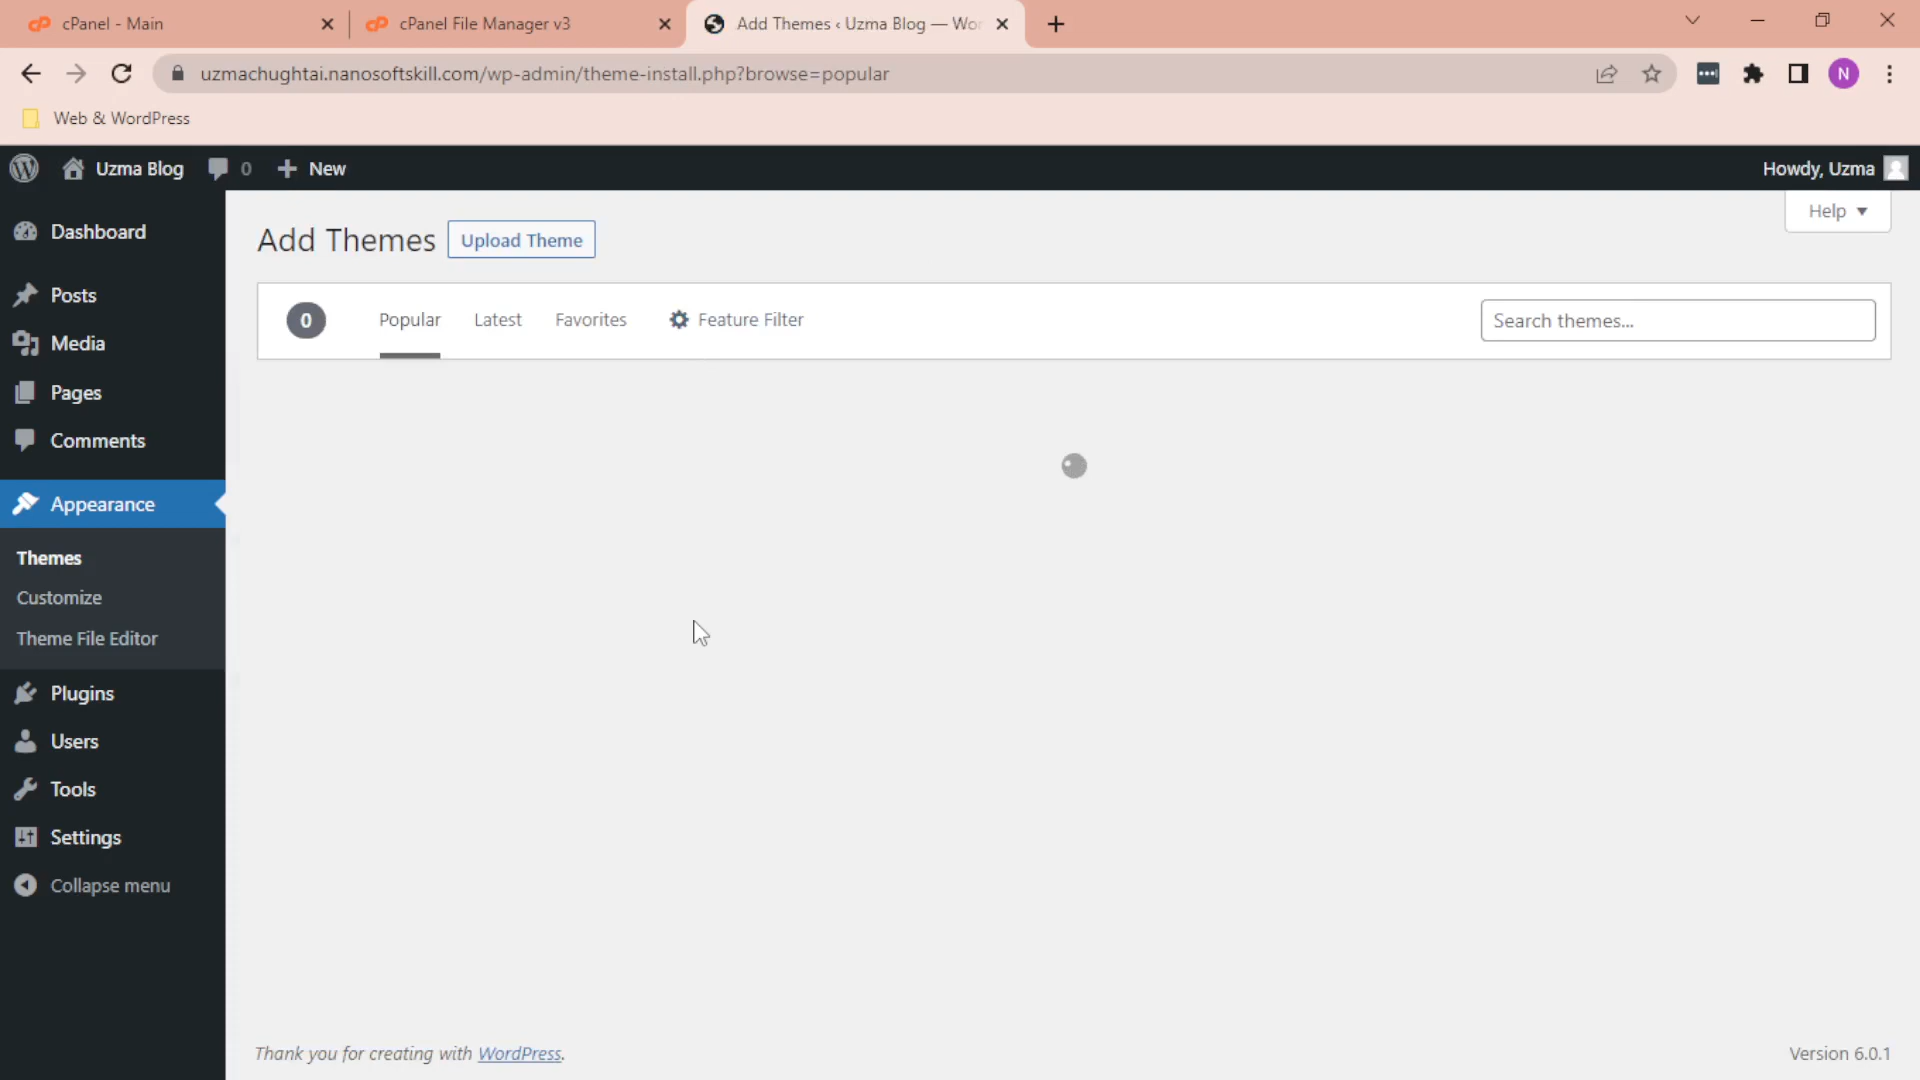 cPanel - Main
cPanel File Manager v3
Add Themes ‹ Uzma Blog — Wor
uzmachughtai.nanosoftskill.com/wp-admin/theme-install.php?browse=popular
N
Web & WordPress
Uzma Blog
0
New
Howdy, Uzma
Help
Dashboard
Posts
Media
Pages
Comments
Appearance
Themes
Customize
Theme File Editor
Plugins
Users
Tools
Settings
Collapse menu
Add Themes
Upload Theme
0
Popular
Latest
Favorites
Feature Filter
Search themes...
Thank you for creating with WordPress.
Version 6.0.1